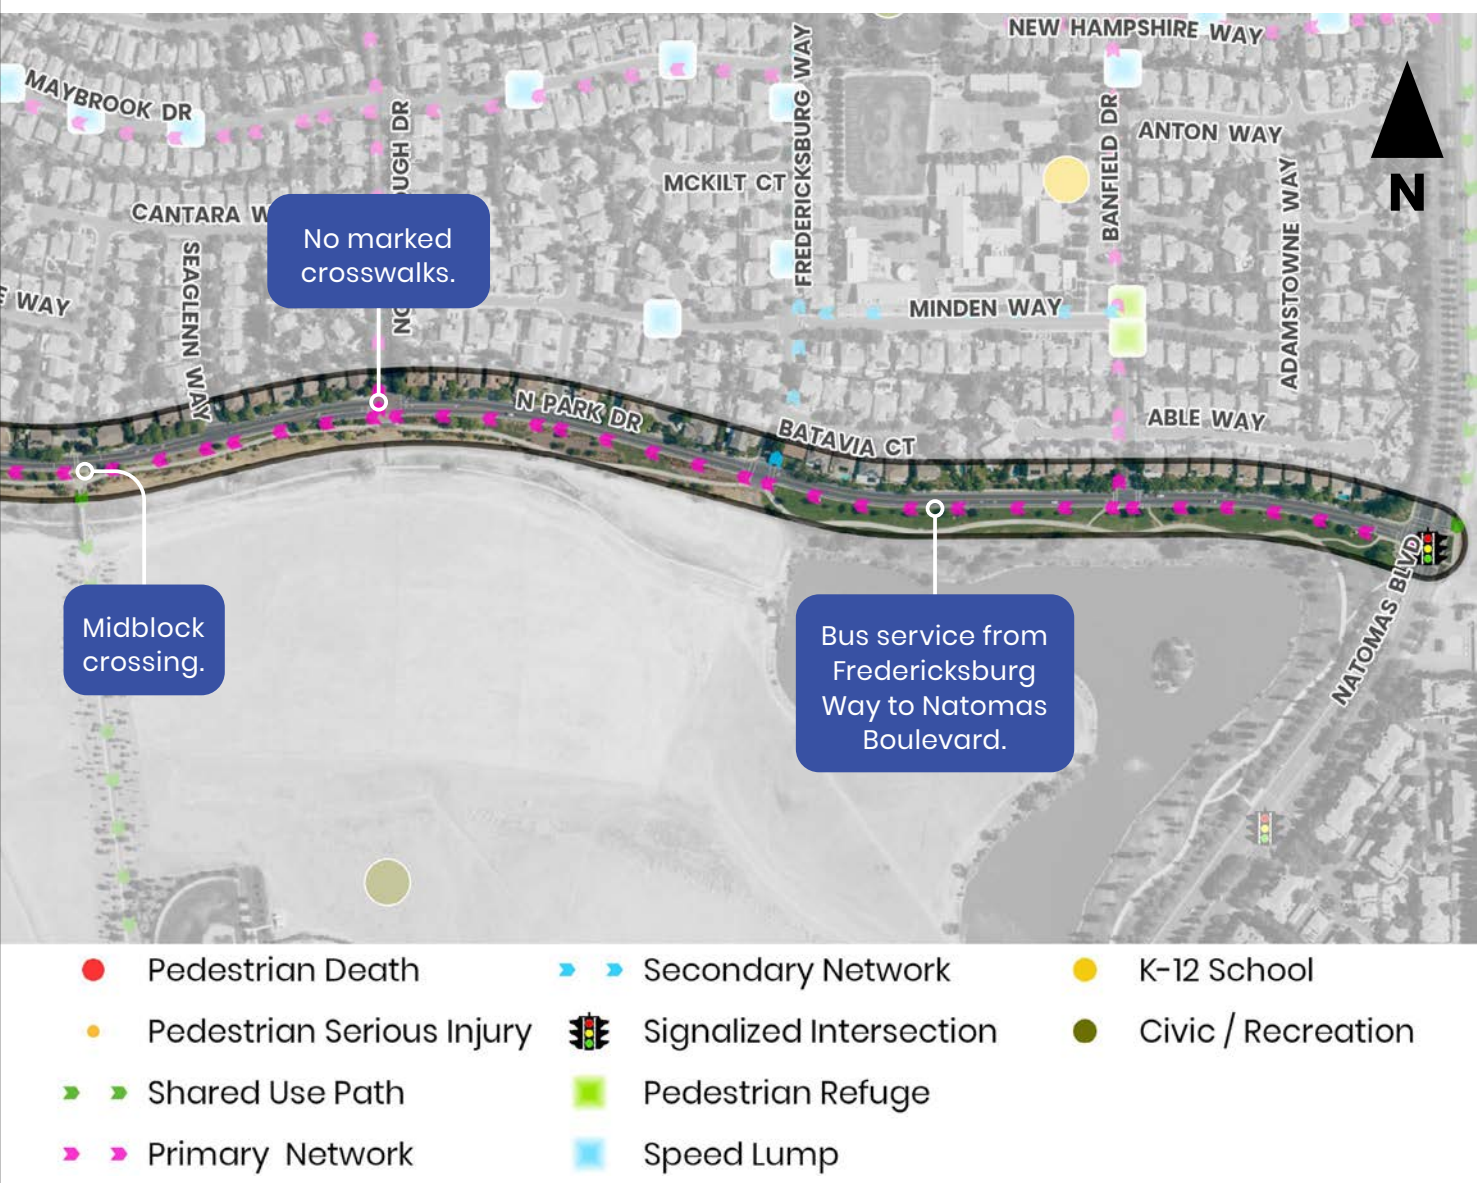 NEW HAMPSHIRE WAY
MAYBROOK DR
FREDERICKSBURG WAY
BANFIELD DR
ANTON WAY
MCKILT CT
ADAMSTOWNE WAY
N
CANTARA
SEAGLENN WAY
DR
No marked
crosswalks.
WAY
MINDEN WAY
N PARK DR
BATAVIA CT
ABLE WAY
NATOMAS BLVD
Midblock
crossing.
Bus service from
Fredericksburg
Way to Natomas
Boulevard.
Pedestrian Death
Pedestrian Serious Injury
Shared Use Path
Primary Network
Secondary Network
Signalized Intersection
Pedestrian Refuge
Speed Lump
K-12 School
Civic / Recreation